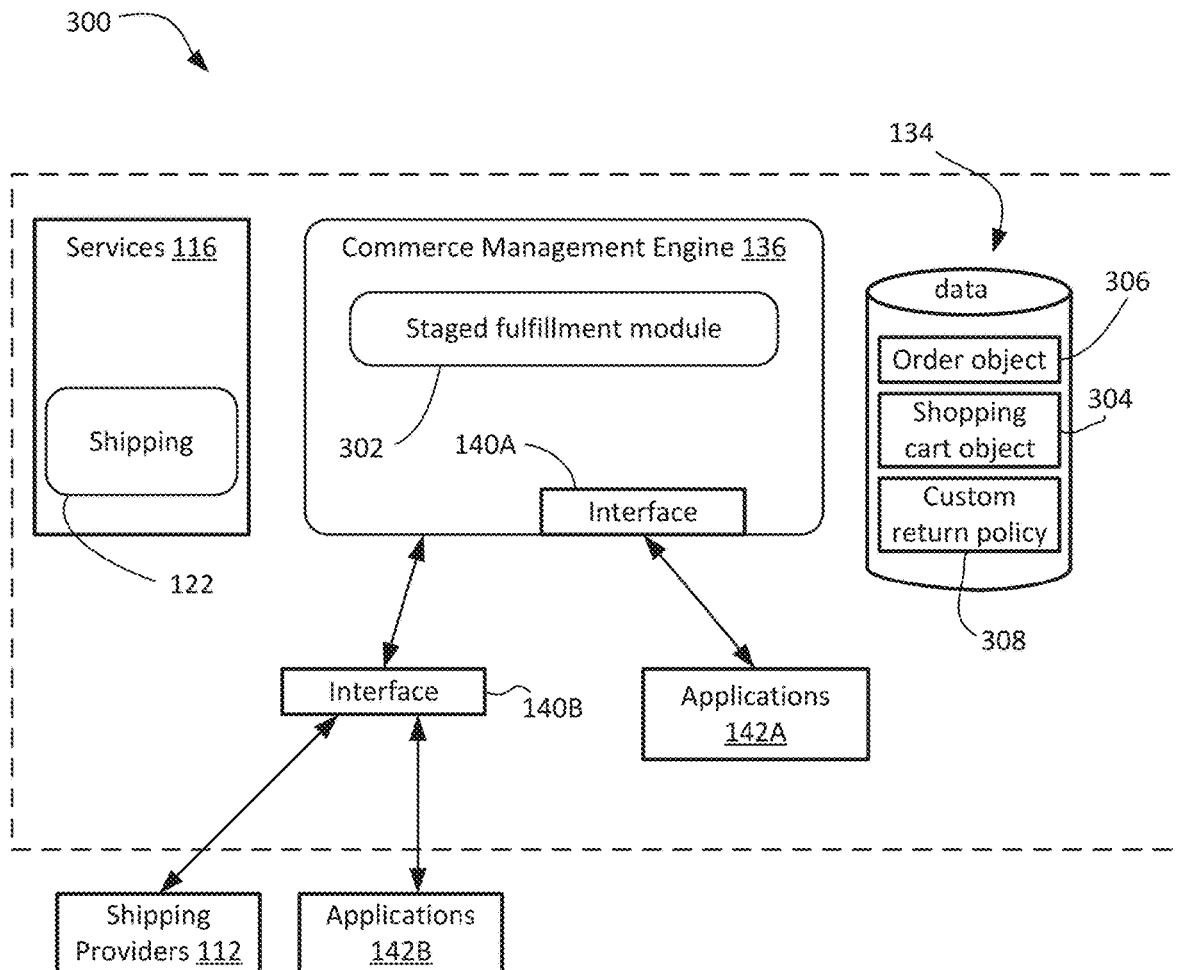 300
134
Services 116
Commerce Management Engine 136
data
306
Staged fulfillment module
Order object
Shopping
cart object
304
Shipping
302
140A
Interface
Custom
return policy
122
308
Interface
140B
Applications
142A
Shipping
Providers 112
Applications
142B